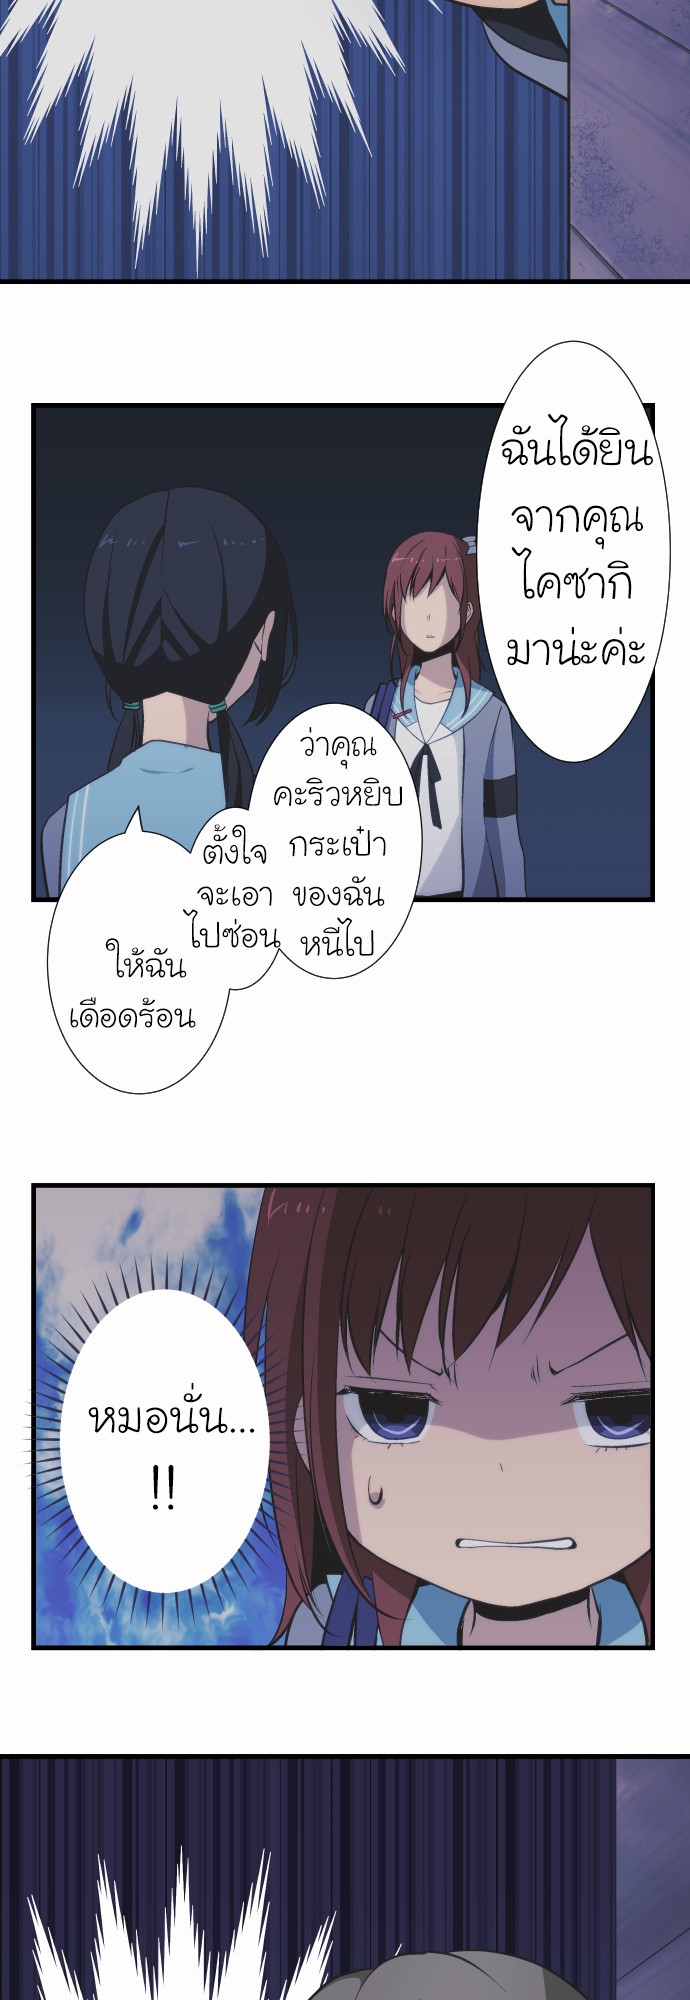 ฉันได้ยิน
จากคุณ
ไคซากิ
มาน่ะค่ะ
ว่าคุณ
คะริวหยิบ
กระเป๋า
ของฉัน
หนีไป
ตั้งใจ
จะเอา
ไปซ่อน
ให้ฉัน
เดือดร้อน
หมอนั่น...
!!